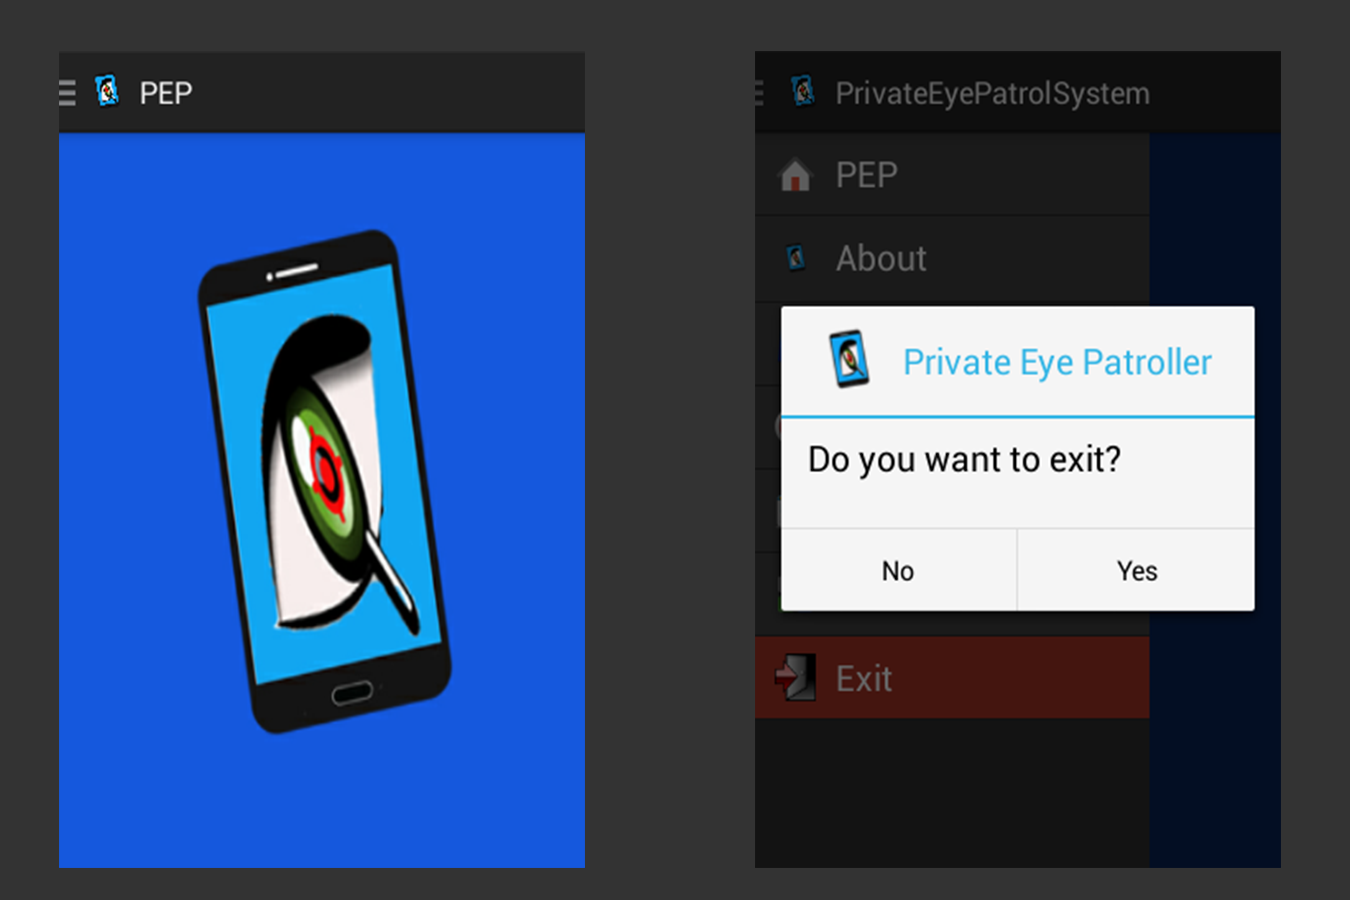 PEP
PrivateEyePatrolSystem
PEP
About
Private Eye Patroller
Do you want to exit?
No
Yes
Exit